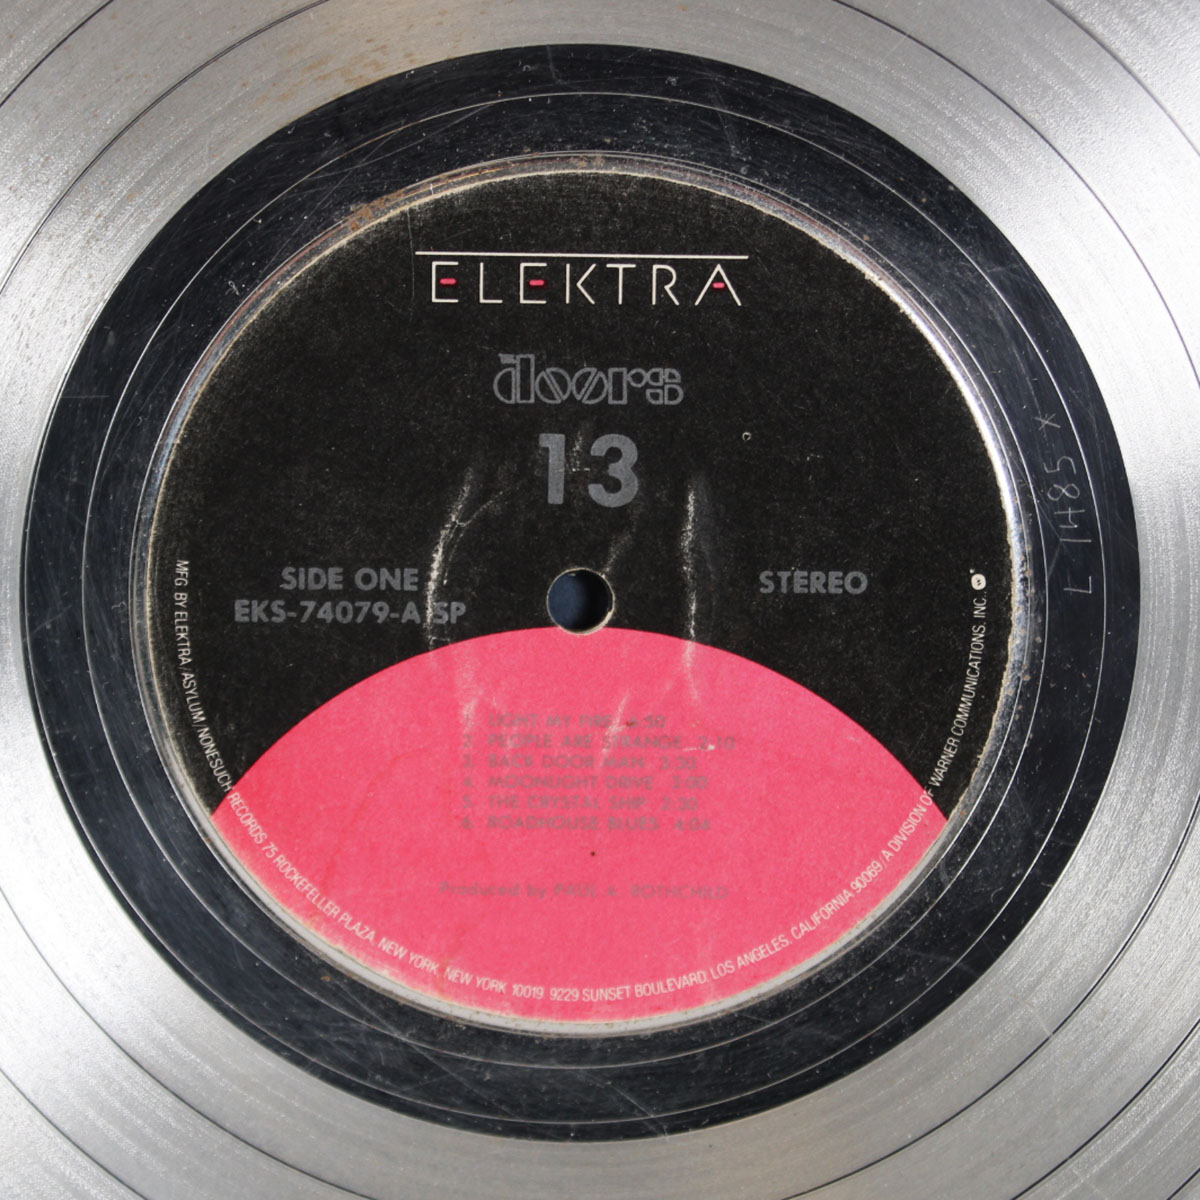 ELEKTRA
the doors
13
SIDE ONE
EKS-74079-A SP
STEREO
1. LIGHT MY FIRE 6:50
2. PEOPLE ARE STRANGE 2:10
3. BACK DOOR MAN 3:30
4. MOONLIGHT DRIVE 3:00
5. THE CRYSTAL SHIP 2:30
6. ROADHOUSE BLUES 4:04
Produced by PAUL A. ROTHCHILD
MFG BY ELEKTRA/ASYLUM/NONESUCH RECORDS 75 ROCKEFELLER PLAZA, NEW YORK, NEW YORK 10019 9229 SUNSET BOULEVARD, LOS ANGELES, CALIFORNIA 90069/A DIVISION OF WARNER COMMUNICATIONS, INC.
L 1485 *